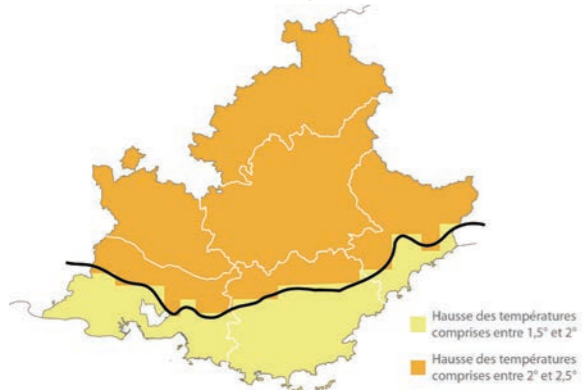 Hausse des températures
comprises entre 1,5° et 2°
Hausse des températures
comprises entre 2° et 2,5°